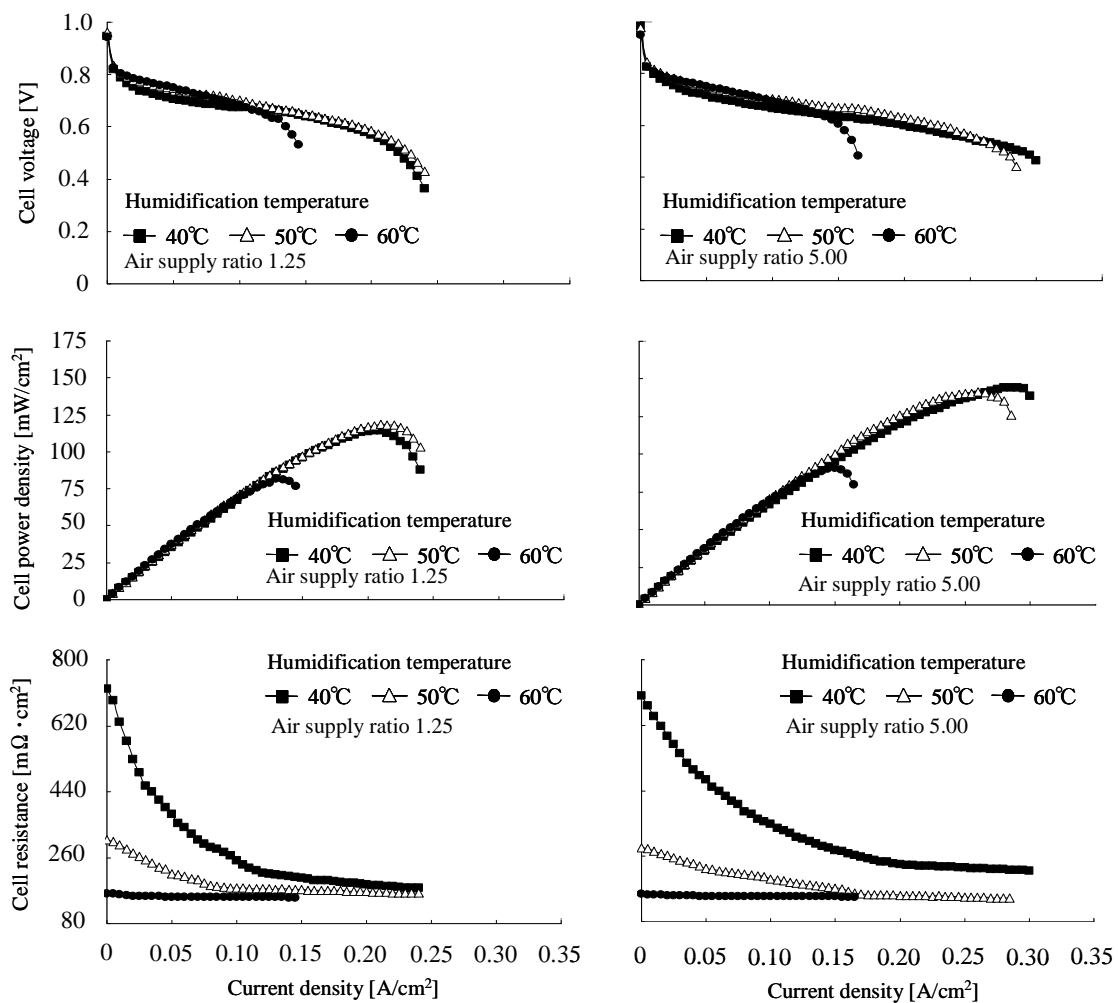 1.0
0.8
0.6
0.4
0.2
0
Cell voltage [V]
Humidification temperature
40℃ 50℃ 60℃
Air supply ratio 1.25
Humidification temperature
40℃ 50℃ 60℃
Air supply ratio 5.00
175
150
125
100
75
50
25
0
Cell power density [mW/cm²]
Humidification temperature
40℃ 50℃ 60℃
Air supply ratio 1.25
Humidification temperature
40℃ 50℃ 60℃
Air supply ratio 5.00
800
620
440
260
80
Cell resistance [mΩ・cm²]
Humidification temperature
40℃ 50℃ 60℃
Air supply ratio 1.25
0 0.05 0.10 0.15 0.20 0.25 0.30 0.35
Current density [A/cm²]
Humidification temperature
40℃ 50℃ 60℃
Air supply ratio 5.00
0 0.05 0.10 0.15 0.20 0.25 0.30 0.35
Current density [A/cm²]